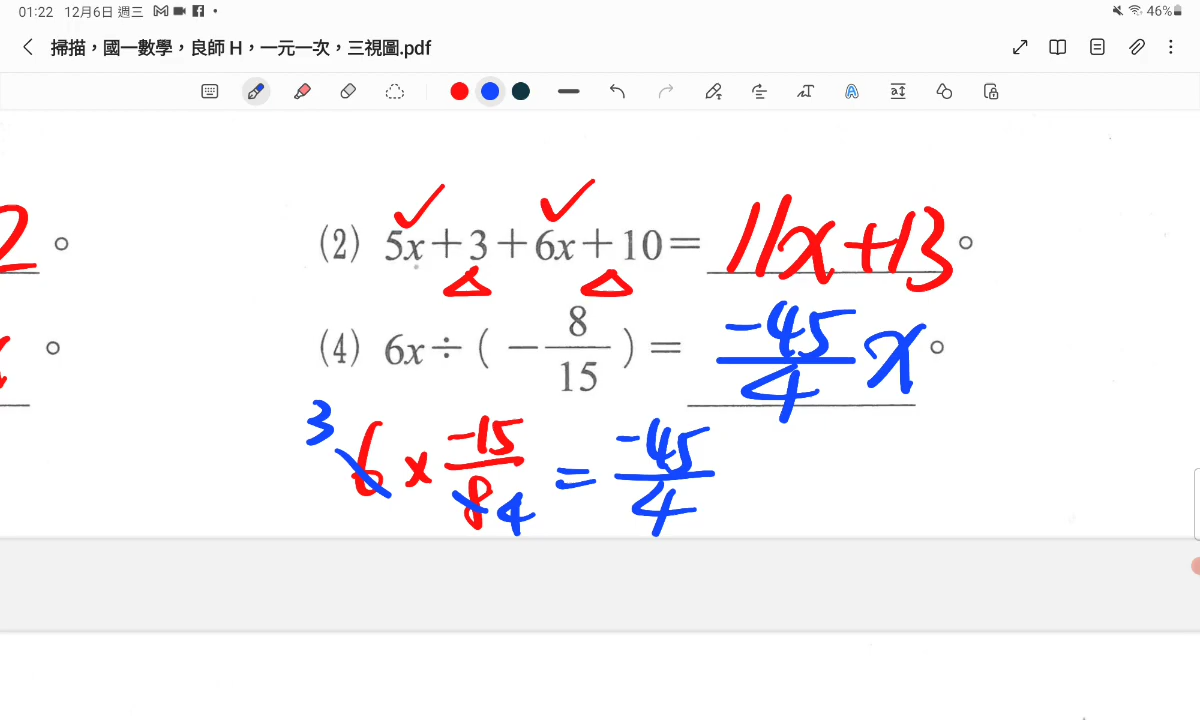 01:22 12月6日 週三 46%
掃描，國一數學，良師 H，一元一次，三視圖.pdf
2 。
(2) 5x+3+6x+10= 11x+13 。
。
(4) 6x÷(-8/15)= -45/4 x 。
3 6 × -15/8 4 = -45/4